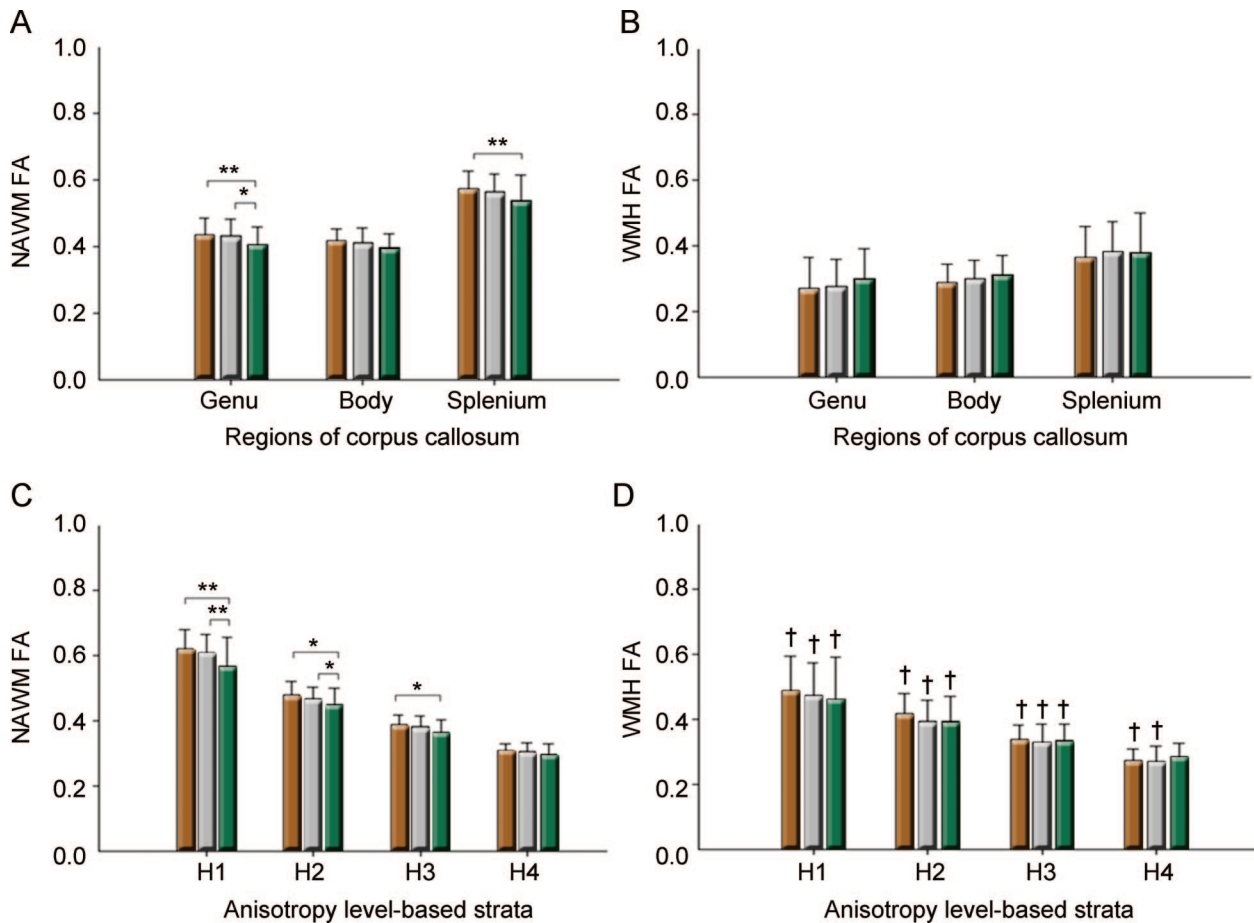 A
NAWM FA
1.0
0.8
0.6
0.4
0.2
0.0
** * **
Genu Body Splenium
Regions of corpus callosum
B
WMH FA
1.0
0.8
0.6
0.4
0.2
0.0
Genu Body Splenium
Regions of corpus callosum
C
NAWM FA
1.0
0.8
0.6
0.4
0.2
0.0
** ** * * *
H1 H2 H3 H4
Anisotropy level-based strata
D
WMH FA
1.0
0.8
0.6
0.4
0.2
0.0
† † † † † † † † † † †
H1 H2 H3 H4
Anisotropy level-based strata